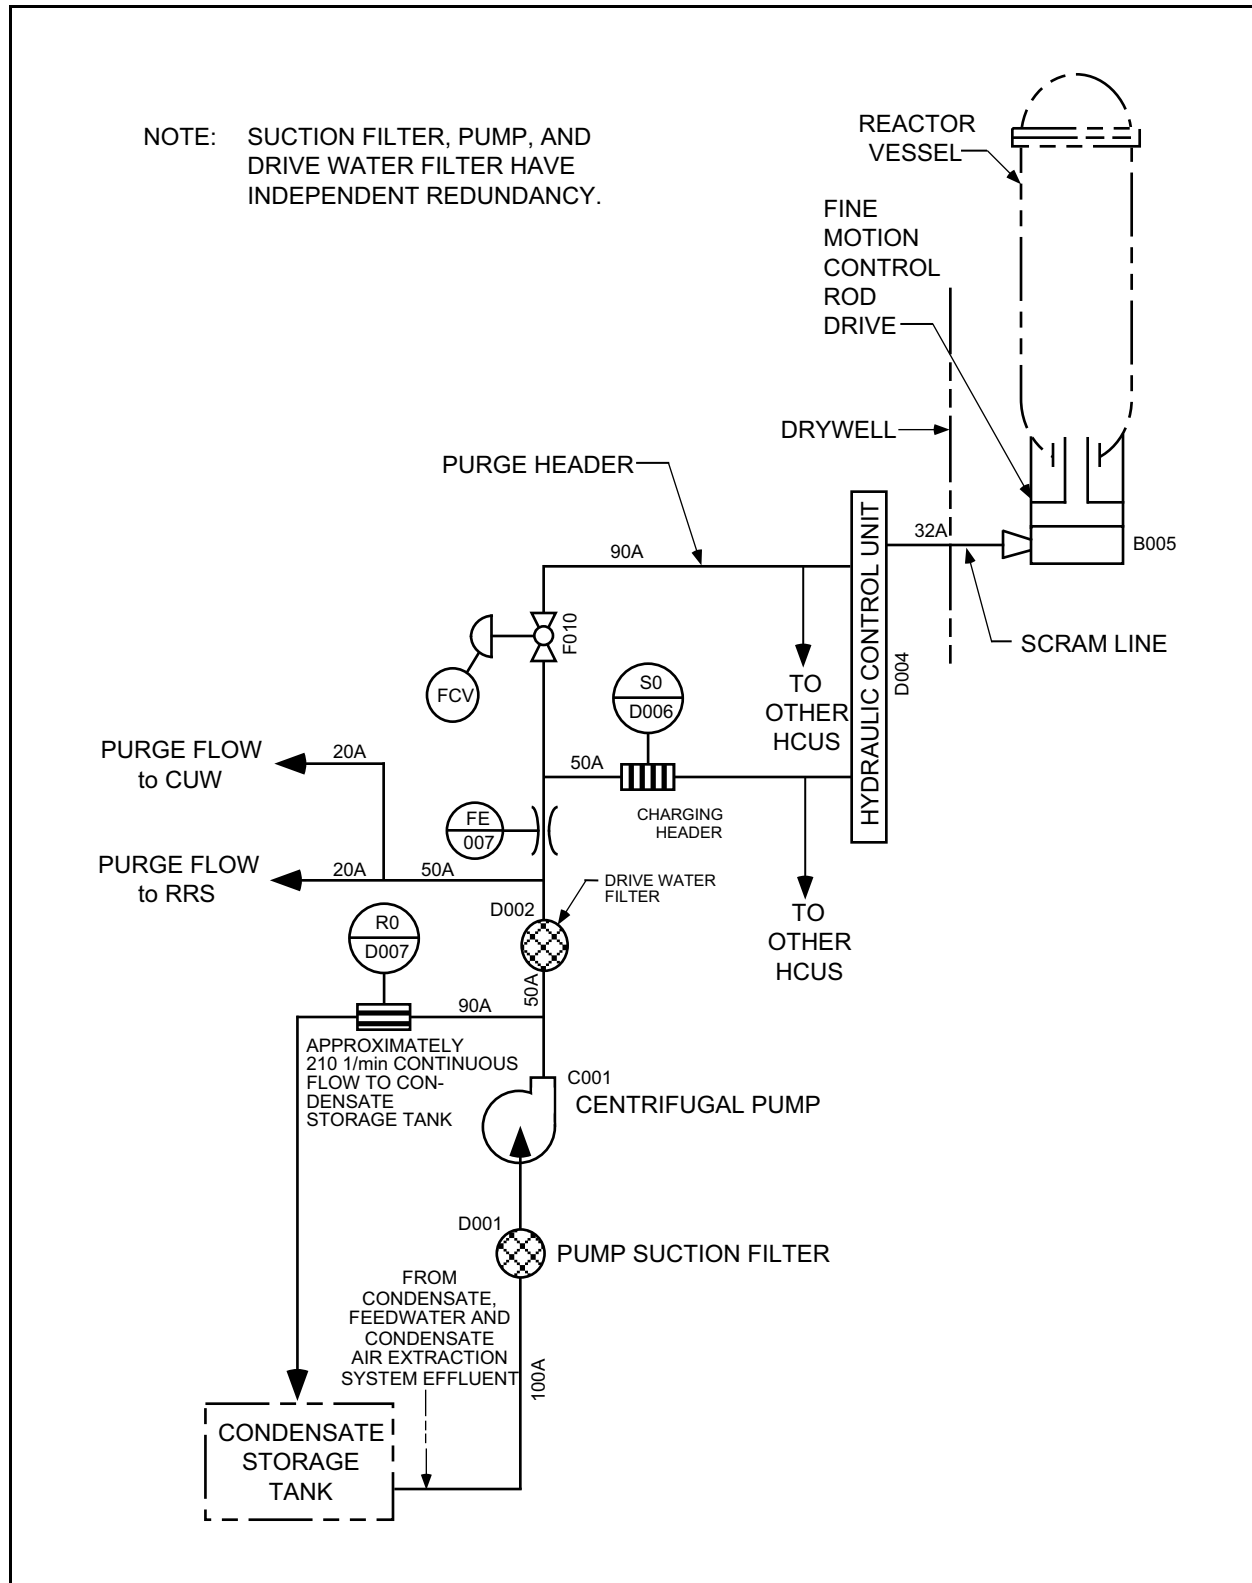 NOTE: SUCTION FILTER, PUMP, AND
DRIVE WATER FILTER HAVE
INDEPENDENT REDUNDANCY.
REACTOR
VESSEL
FINE
MOTION
CONTROL
ROD
DRIVE
DRYWELL
PURGE HEADER
90A
32A
B005
HYDRAULIC CONTROL UNIT
D004
SCRAM LINE
F010
FCV
S0
D006
TO
OTHER
HCUS
PURGE FLOW
to CUW
20A
50A
CHARGING
HEADER
FE
007
PURGE FLOW
to RRS
20A
50A
DRIVE WATER
FILTER
D002
TO
OTHER
HCUS
R0
D007
50A
90A
APPROXIMATELY
210 1/min CONTINUOUS
FLOW TO CON-
DENSATE
STORAGE TANK
C001
CENTRIFUGAL PUMP
D001
PUMP SUCTION FILTER
FROM
CONDENSATE,
FEEDWATER AND
CONDENSATE
AIR EXTRACTION
SYSTEM EFFLUENT
100A
CONDENSATE
STORAGE
TANK